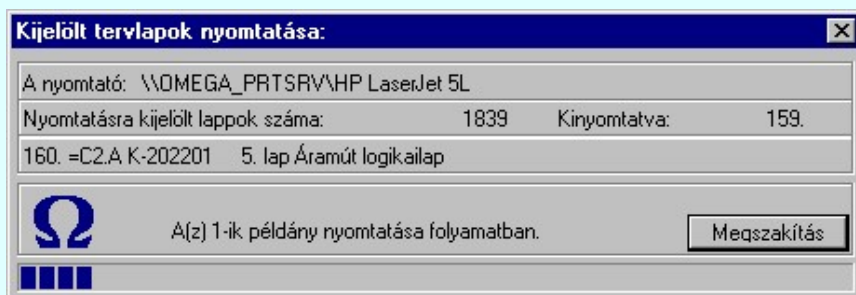 Kijelölt tervlapok nyomtatása:
A nyomtató: \\OMEGA_PRTSRV\HP LaserJet 5L
Nyomtatásra kijelölt lappok száma: 1839 Kinyomtatva: 159.
160. =C2.A K-202201 5. lap Áramút logikailap
Ω A(z) 1-ik példány nyomtatása folyamatban. Megszakítás